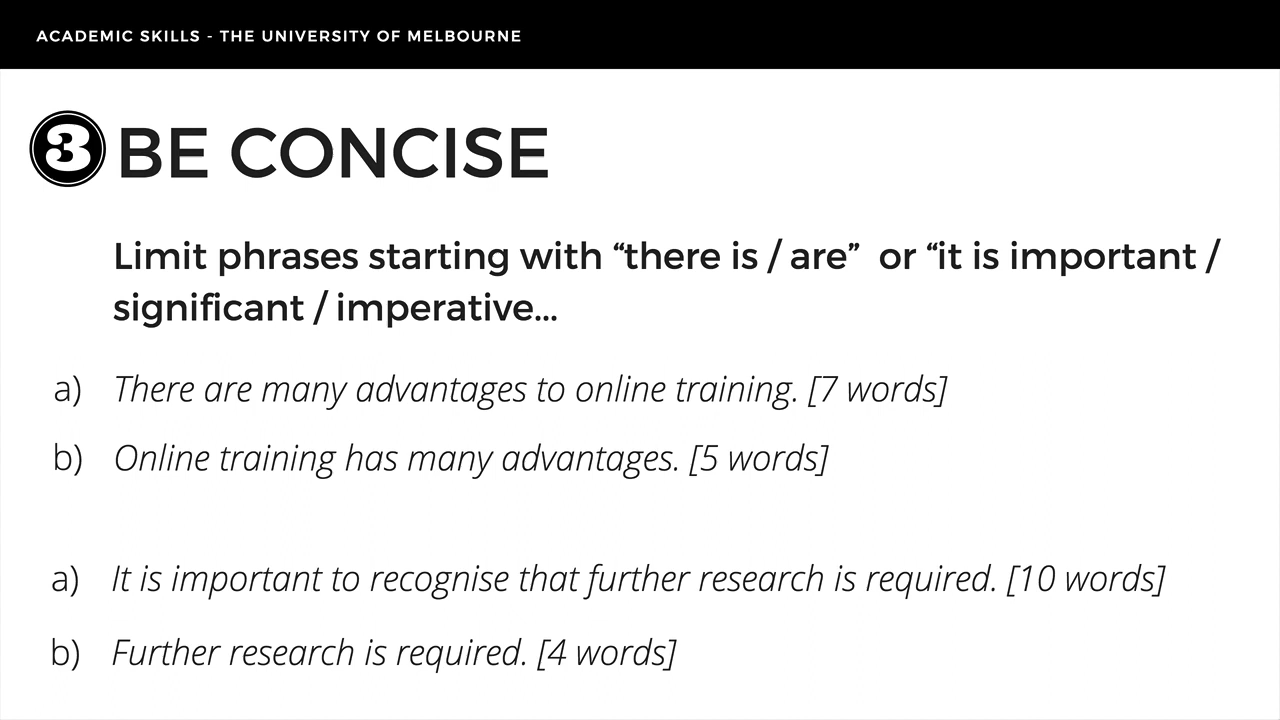 ACADEMIC SKILLS - THE UNIVERSITY OF MELBOURNE
3 BE CONCISE
Limit phrases starting with “there is / are”  or “it is important /
significant / imperative...
a) There are many advantages to online training. [7 words]
b) Online training has many advantages. [5 words]
a) It is important to recognise that further research is required. [10 words]
b) Further research is required. [4 words]